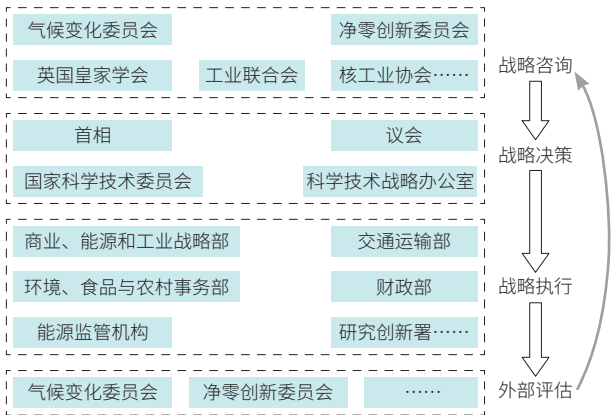 气候变化委员会 净零创新委员会
英国皇家学会 工业联合会 核工业协会……
战略咨询
首相 议会
战略决策
国家科学技术委员会 科学技术战略办公室
商业、能源和工业战略部 交通运输部
环境、食品与农村事务部 财政部
战略执行
能源监管机构 研究创新署……
气候变化委员会 净零创新委员会 ……
外部评估